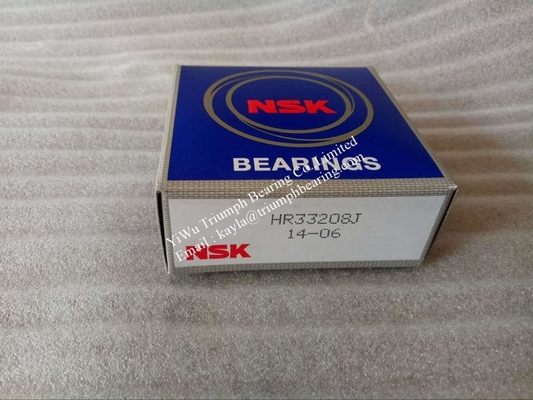 NSK
BEARINGS
YiWu Triumph Bearing Co.Limited
Email : kayla@triumphbearing.com
HR33208J
14-06
NSK